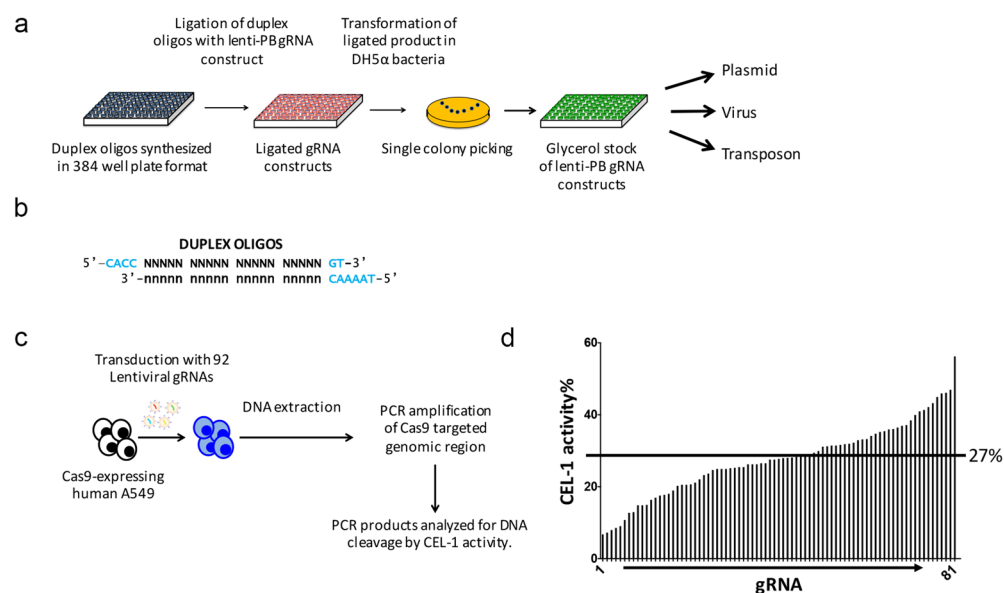 a
Ligation of duplex
oligos with lenti-PB gRNA
construct
Transformation of
ligated product in
DH5α bacteria
Duplex oligos synthesized
in 384 well plate format
Ligated gRNA
constructs
Single colony picking
Glycerol stock
of lenti-PB gRNA
constructs
Plasmid
Virus
Transposon
b
DUPLEX OLIGOS
5'-CACC NNNNN NNNNN NNNNN NNNNN GT-3'
3'-nnnnn nnnnn nnnnn nnnnn CAAAAT-5'
c
Transduction with 92
Lentiviral gRNAs
Cas9-expressing
human A549
DNA extraction
PCR amplification
of Cas9 targeted
genomic region
PCR products analyzed for DNA
cleavage by CEL-1 activity.
d
CEL-1 activity%
60
40
20
0
27%
1
81
gRNA